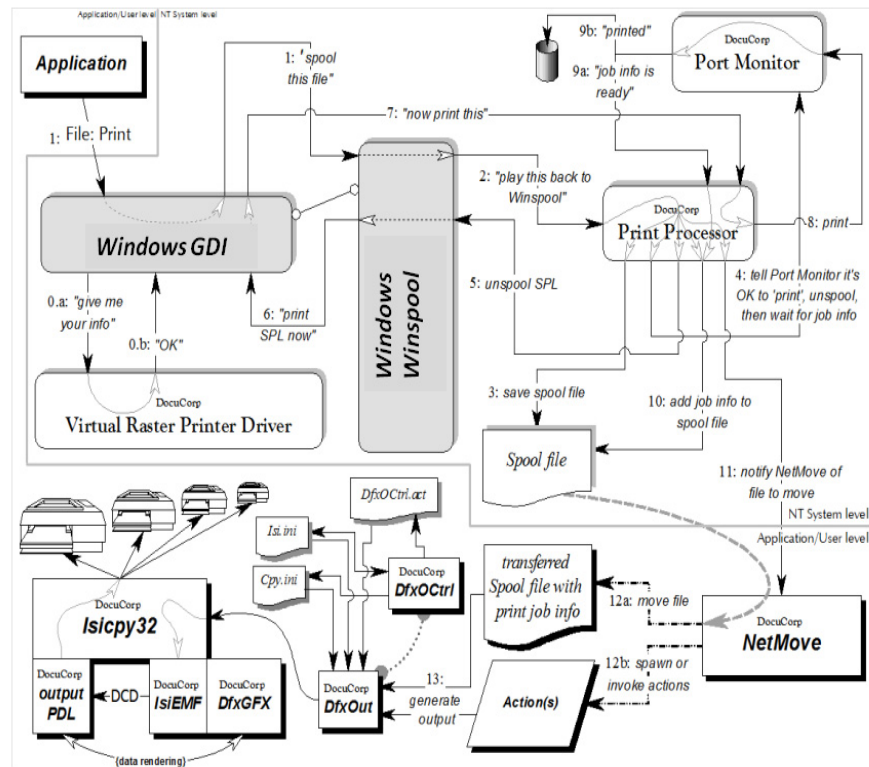 Application/User level
NT System level
Application
1: File: Print
1: 'spool
this file"
7: "now print this"
9b: "printed"
9a: "job info is
ready"
DocuCorp
Port Monitor
2: "play this back to
Winspool"
DocuCorp
Print Processor
8: print
Windows GDI
Windows
Winspool
0.a: "give me
your info"
0.b: "OK"
6: "print
SPL now"
5: unspool SPL
4: tell Port Monitor it's
OK to 'print', unspool,
then wait for job info
DocuCorp
Virtual Raster Printer Driver
3: save spool file
10: add job info to
spool file
Spool file
11: notify NetMove of
file to move
NT System level
Application/User level
DfxOCtrl.act
Isi.ini
Cpy.ini
DocuCorp
DfxOCtrl
transferred
Spool file with
print job info
12a: move file
DocuCorp
NetMove
12b: spawn or
invoke actions
DocuCorp
Isicpy32
DocuCorp
output
PDL
DCD
DocuCorp
IsiEMF
DocuCorp
DfxGFX
DocuCorp
DfxOut
13:
generate
output
Action(s)
(data rendering)